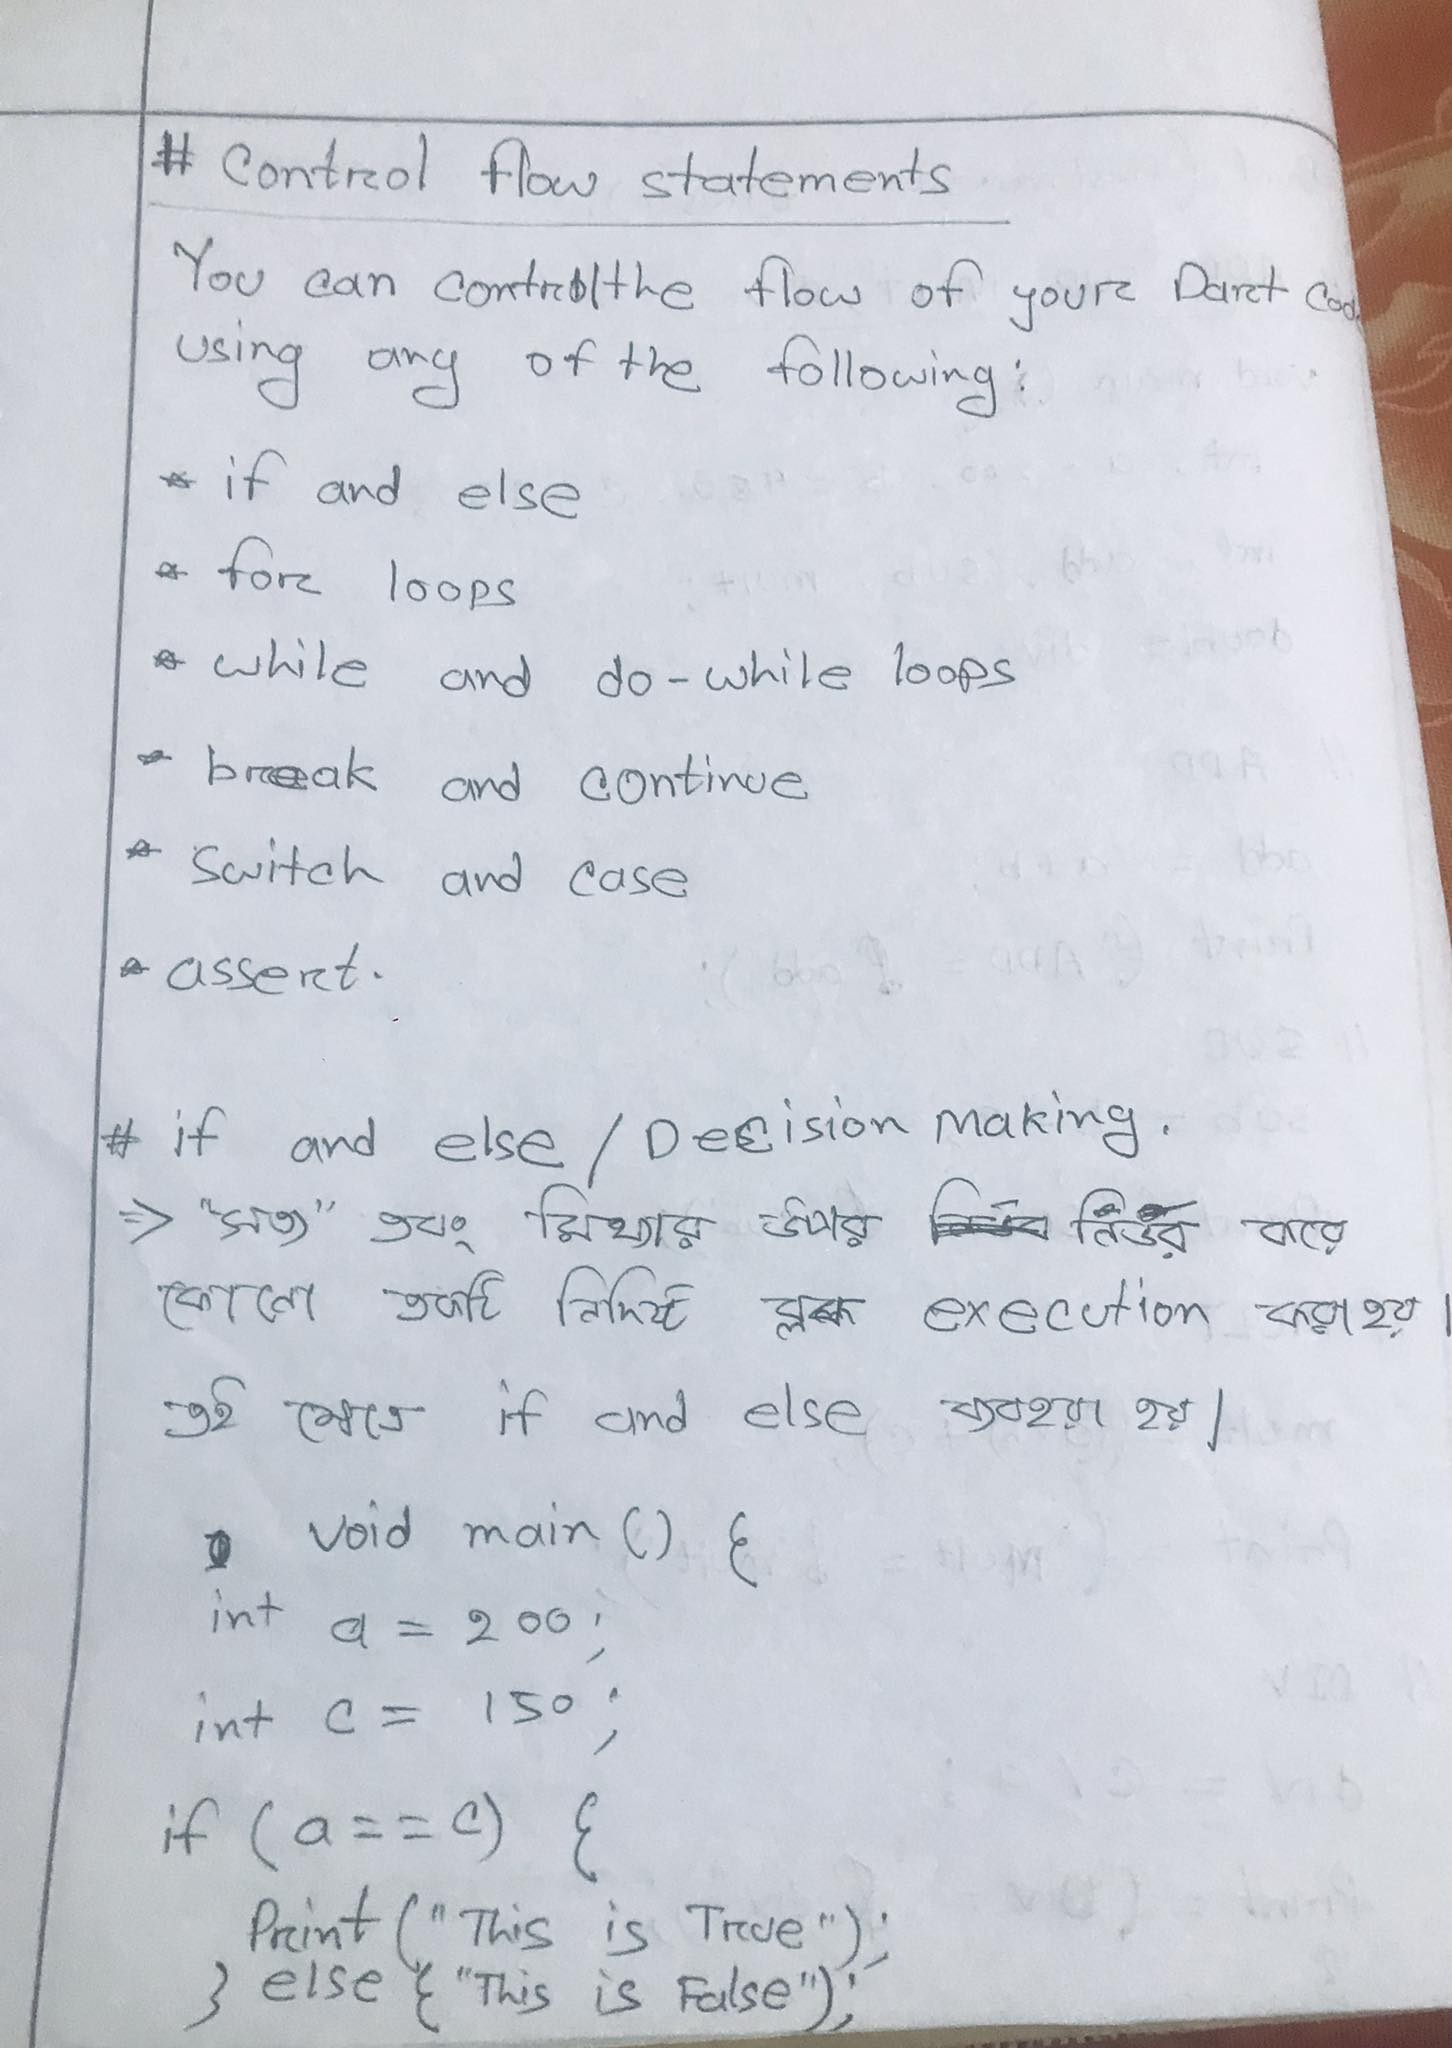 # Control flow statements
You can control the flow of your Dart Code
using any of the following:
* if and else
* for loops
* while and do-while loops
* break and continue
* Switch and case
* assert.
# if and else / Decision Making.
⇒ "সত্য" এবং মিথ্যার উপর নির্ভর করে
কোনো একটি নির্দিষ্ট ব্লক execution করা হয়।
এই ক্ষেত্রে if and else ব্যবহার হয়।
void main () {
int a = 200;
int c = 150;
if (a == c) {
Print ("This is True");
} else { "This is False");